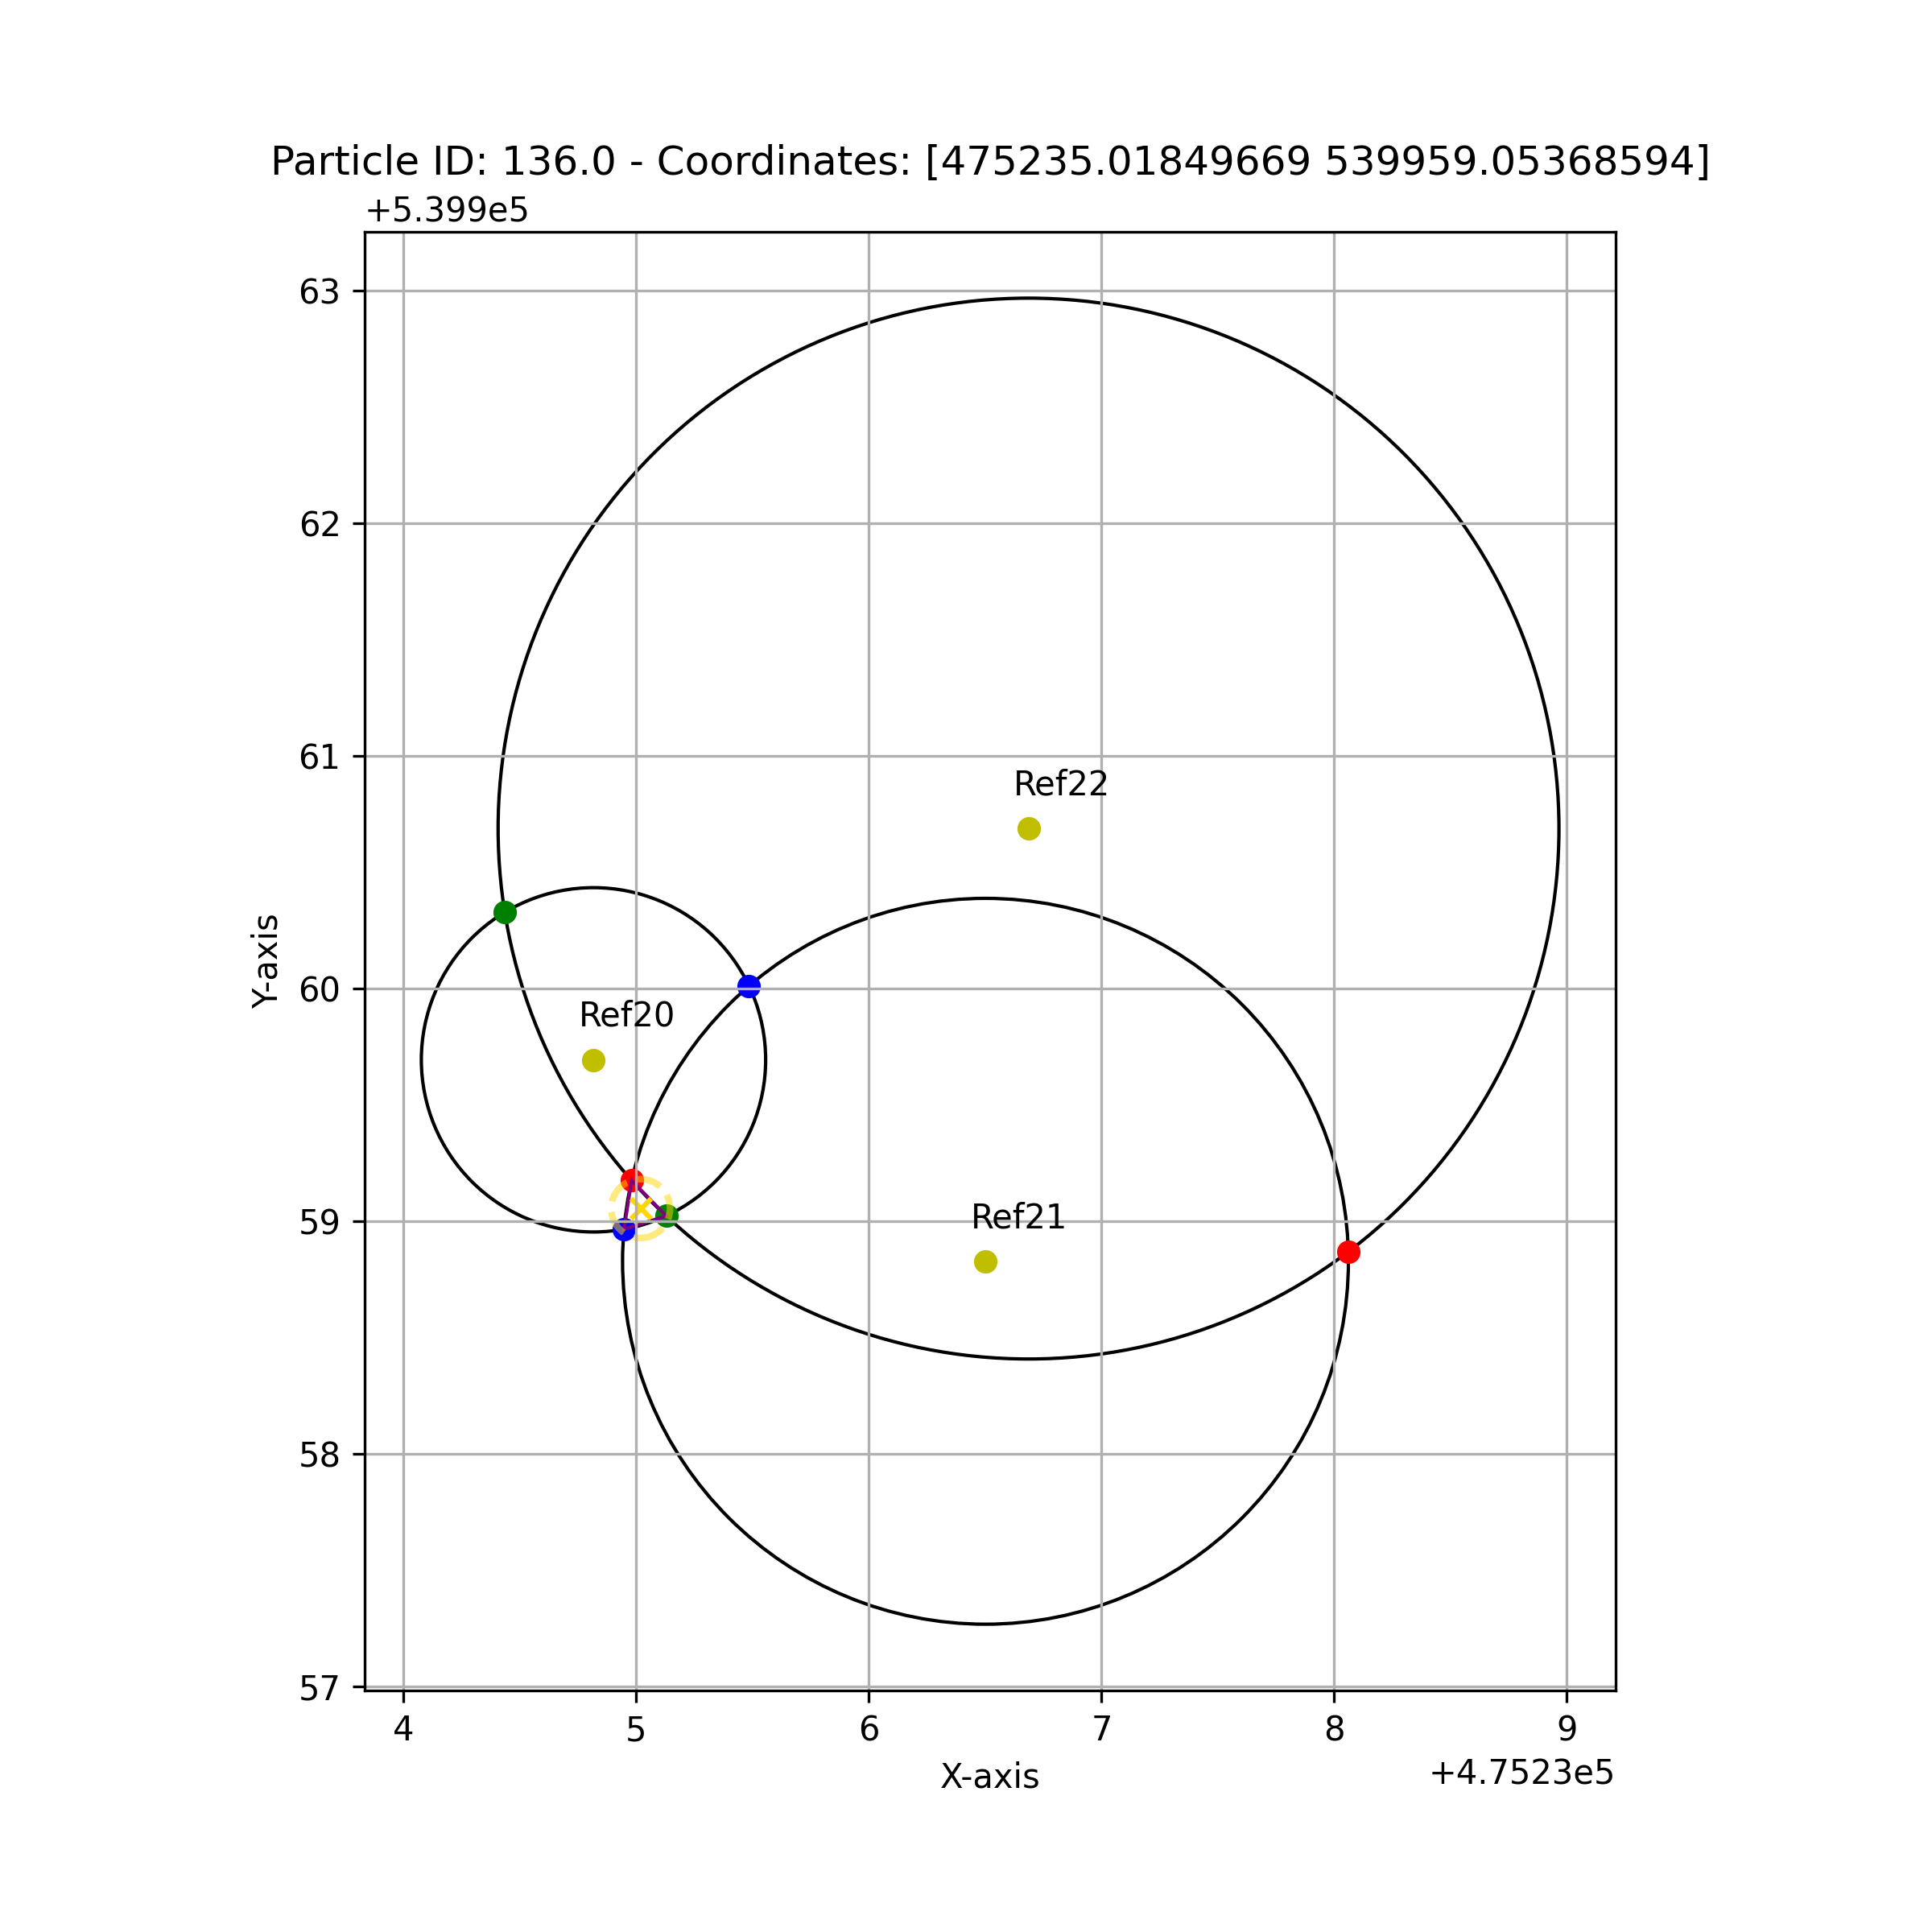 Particle ID: 136.0 - Coordinates: [475235.01849669 539959.05368594]
+5.399e5
63
62
61
60
59
58
57
Y-axis
Ref22
Ref20
Ref21
4 5 6 7 8 9
X-axis
+4.7523e5